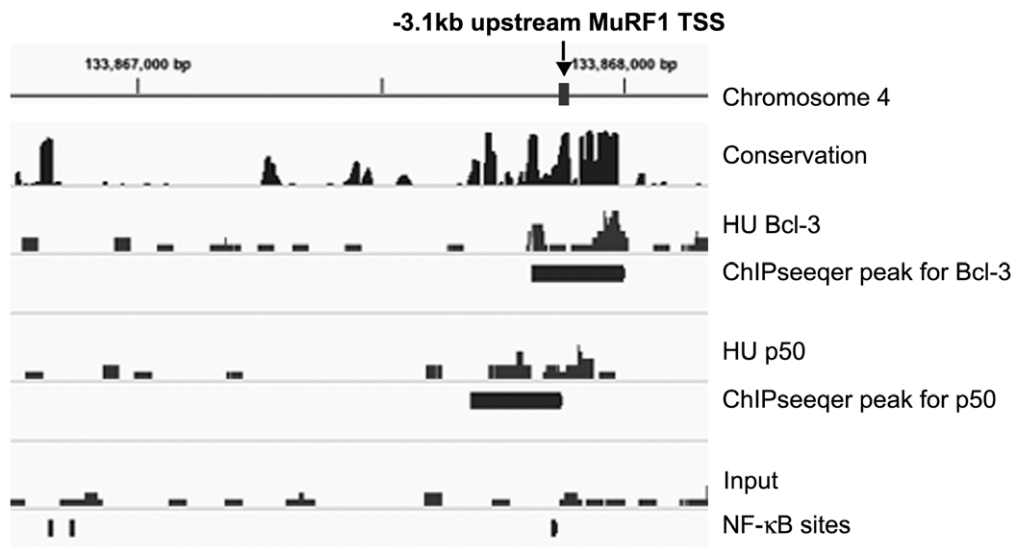 -3.1kb upstream MuRF1 TSS
133,867,000 bp
133,868,000 bp
Chromosome 4
Conservation
HU Bcl-3
ChIPseeqer peak for Bcl-3
HU p50
ChIPseeqer peak for p50
Input
NF-κB sites